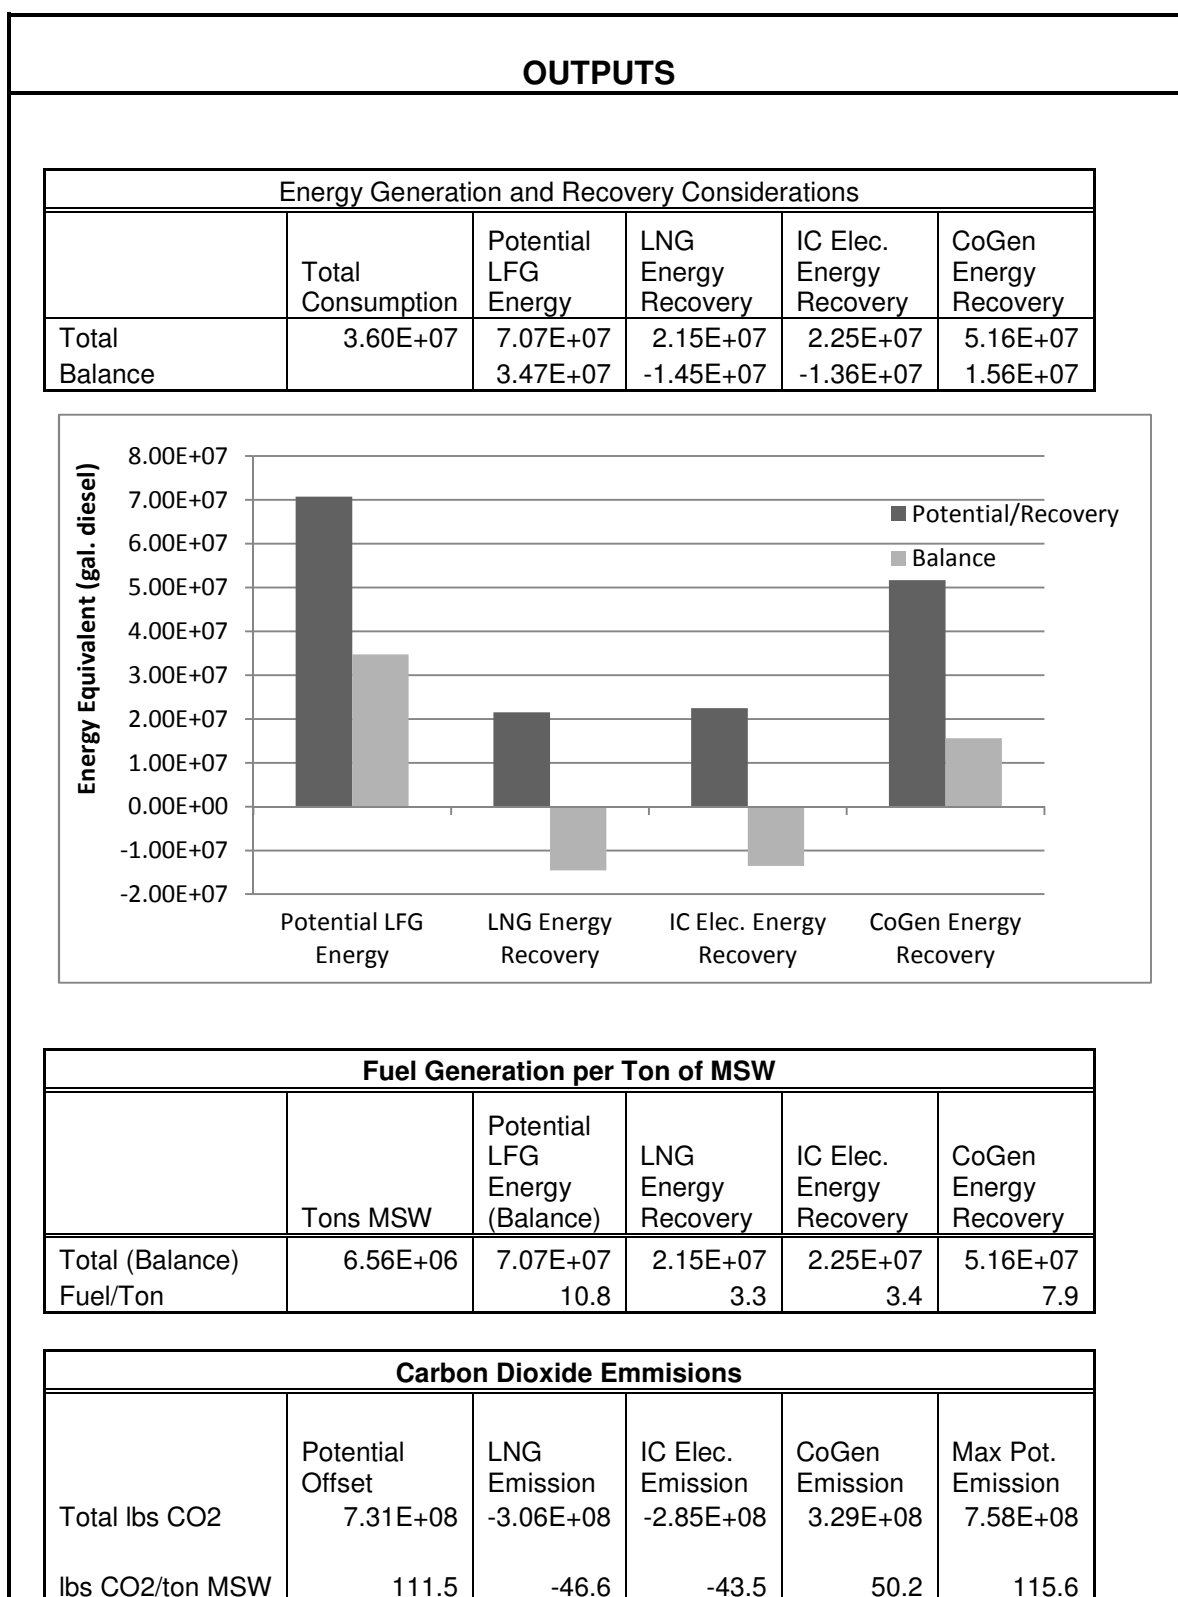 OUTPUTS
Energy Generation and Recovery Considerations
Total Consumption | Potential LFG Energy | LNG Energy Recovery | IC Elec. Energy Recovery | CoGen Energy Recovery
Total 3.60E+07 7.07E+07 2.15E+07 2.25E+07 5.16E+07
Balance 3.47E+07 -1.45E+07 -1.36E+07 1.56E+07
Energy Equivalent (gal. diesel)
8.00E+07
7.00E+07
6.00E+07
5.00E+07
4.00E+07
3.00E+07
2.00E+07
1.00E+07
0.00E+00
-1.00E+07
-2.00E+07
Potential/Recovery
Balance
Potential LFG Energy
LNG Energy Recovery
IC Elec. Energy Recovery
CoGen Energy Recovery
Fuel Generation per Ton of MSW
Tons MSW | Potential LFG Energy (Balance) | LNG Energy Recovery | IC Elec. Energy Recovery | CoGen Energy Recovery
Total (Balance) 6.56E+06 7.07E+07 2.15E+07 2.25E+07 5.16E+07
Fuel/Ton 10.8 3.3 3.4 7.9
Carbon Dioxide Emmisions
Potential Offset | LNG Emission | IC Elec. Emission | CoGen Emission | Max Pot. Emission
Total lbs CO2 7.31E+08 -3.06E+08 -2.85E+08 3.29E+08 7.58E+08
lbs CO2/ton MSW 111.5 -46.6 -43.5 50.2 115.6